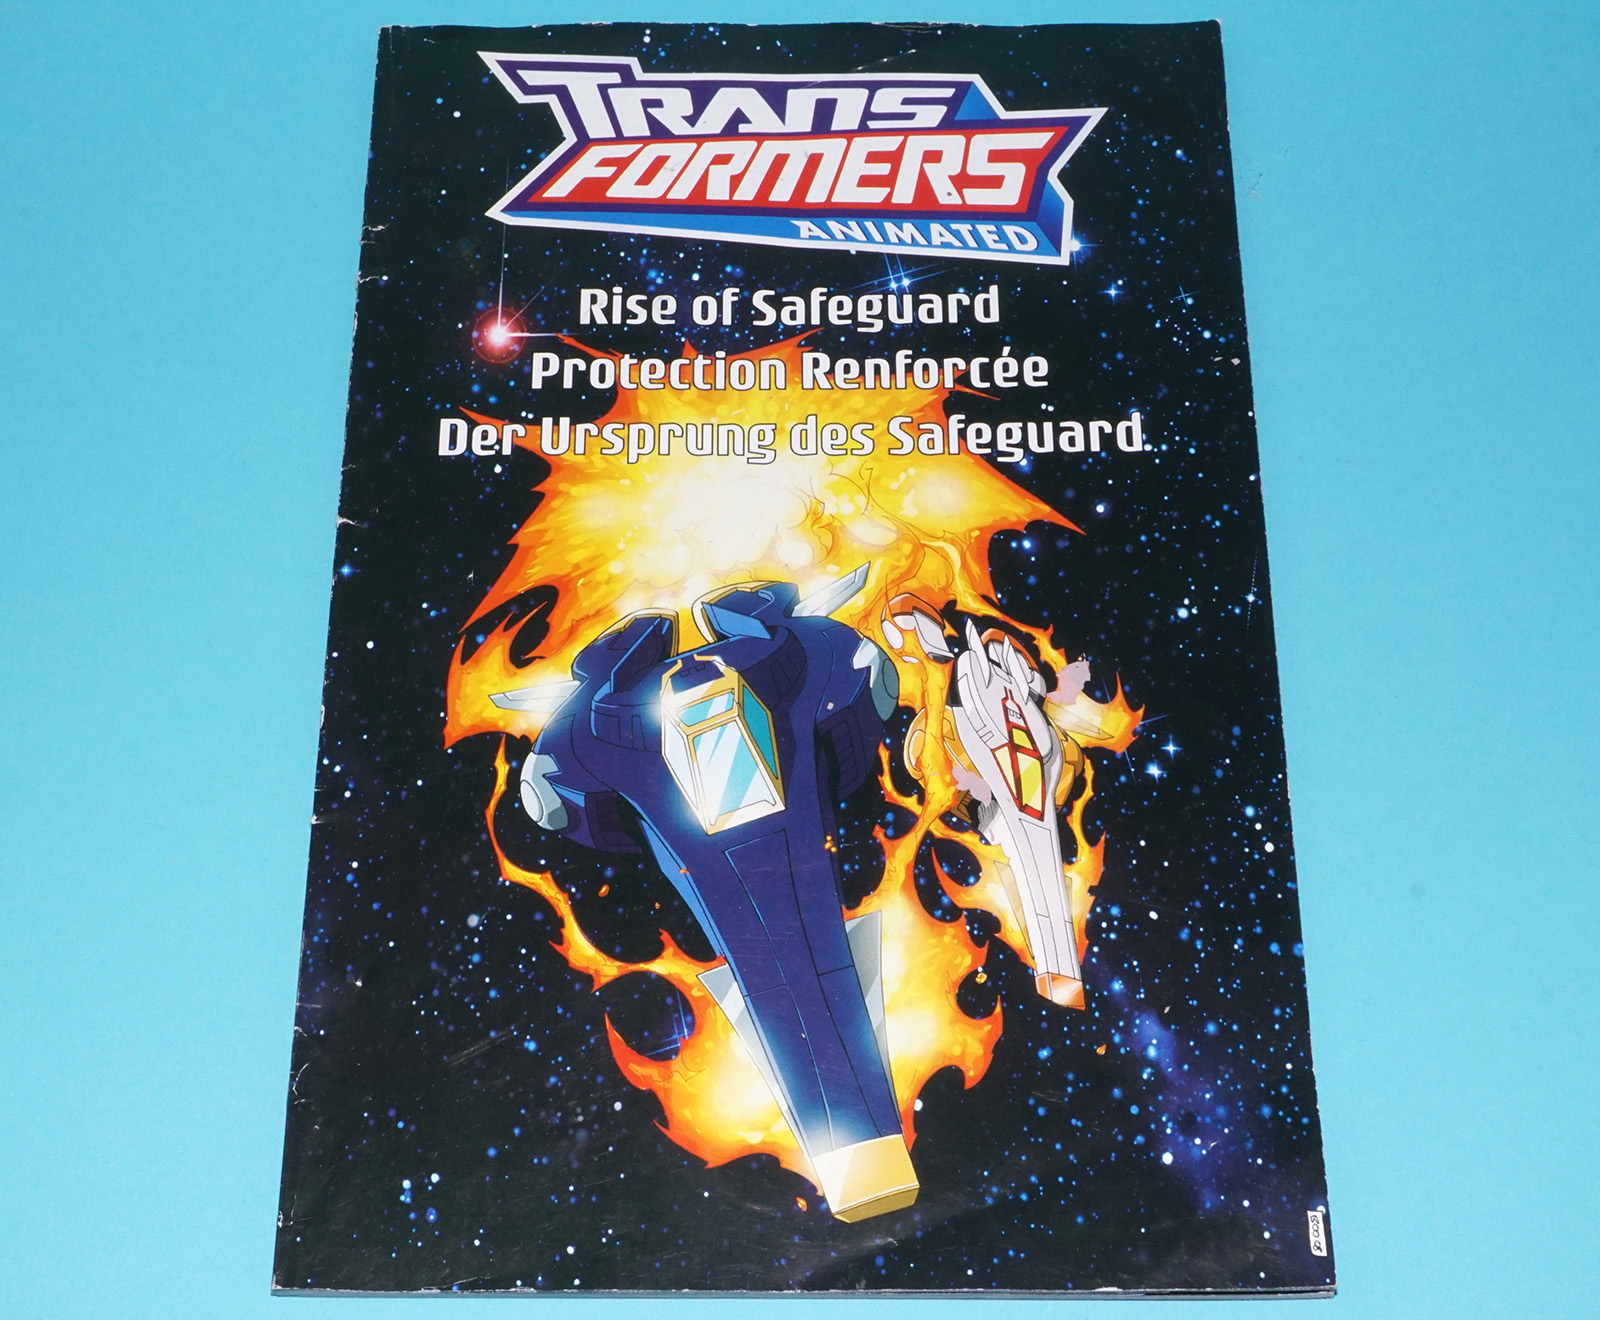 TRANS
FORMERS
ANIMATED
Rise of Safeguard
Protection Renforcée
Der Ursprung des Safeguard